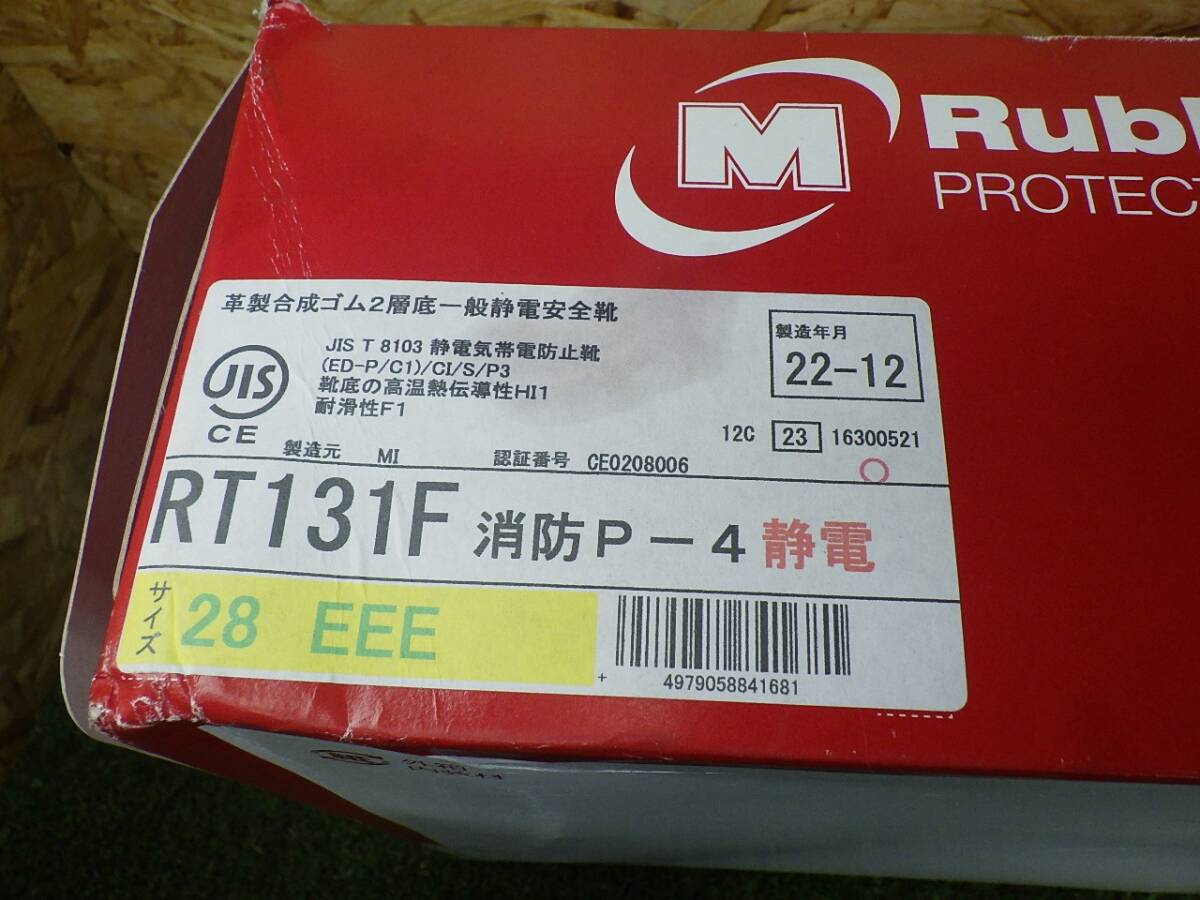 M
Rubb
PROTECT
革製合成ゴム2層底一般静電安全靴
JIS T 8103 静電気帯電防止靴
(ED-P/C1)/CI/S/P3
靴底の高温熱伝導性HI1
耐滑性F1
JIS
CE
製造年月
22-12
12C 23 16300521
製造元 MI 認証番号 CE0208006
RT131F 消防P-4 静電
サイズ 28 EEE
4979058841681
外箱